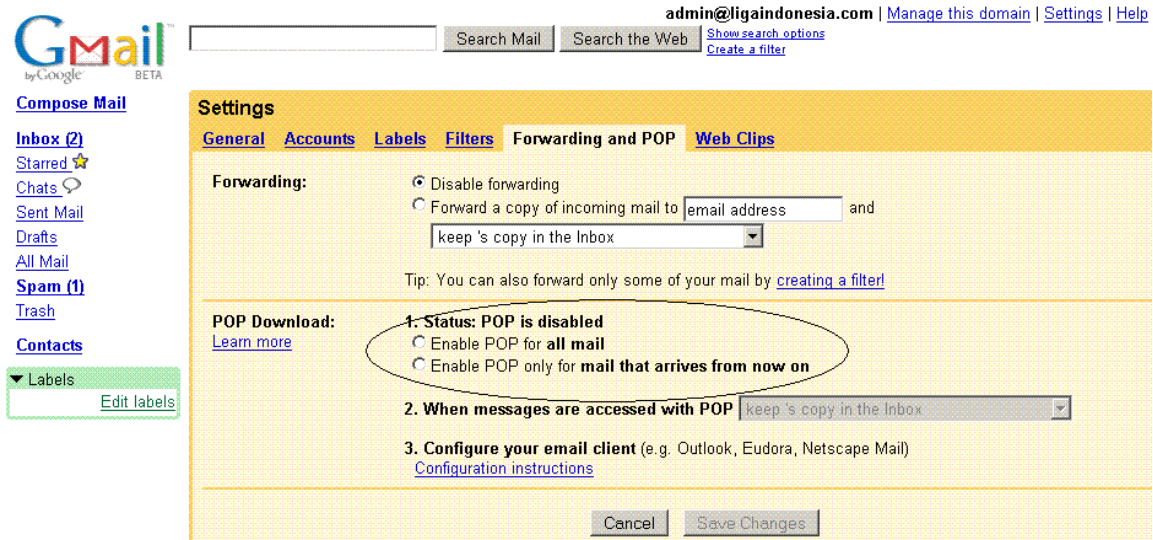 admin@ligaindonesia.com | Manage this domain | Settings | Help
Gmail
by Google BETA
Search Mail Search the Web Show search options
Create a filter
Compose Mail
Inbox (2)
Starred
Chats
Sent Mail
Drafts
All Mail
Spam (1)
Trash
Contacts
Labels
Edit labels
Settings
General Accounts Labels Filters Forwarding and POP Web Clips
Forwarding: Disable forwarding
Forward a copy of incoming mail to email address and
keep 's copy in the Inbox
Tip: You can also forward only some of your mail by creating a filter!
POP Download: 1. Status: POP is disabled
Learn more Enable POP for all mail
Enable POP only for mail that arrives from now on
2. When messages are accessed with POP keep 's copy in the Inbox
3. Configure your email client (e.g. Outlook, Eudora, Netscape Mail)
Configuration instructions
Cancel Save Changes